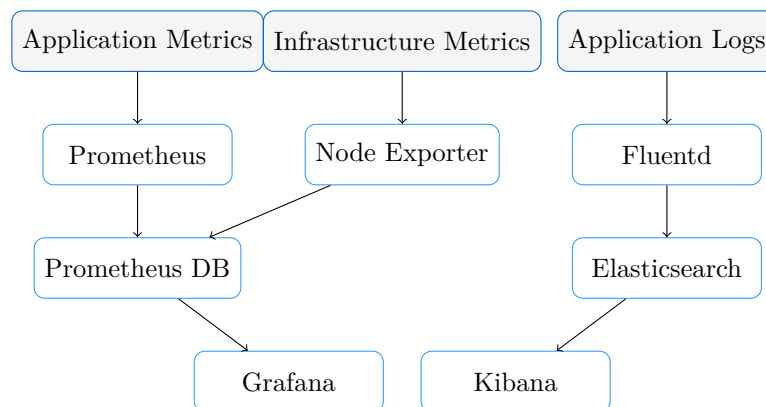 Application Metrics
Infrastructure Metrics
Application Logs
Prometheus
Node Exporter
Fluentd
Prometheus DB
Elasticsearch
Grafana
Kibana